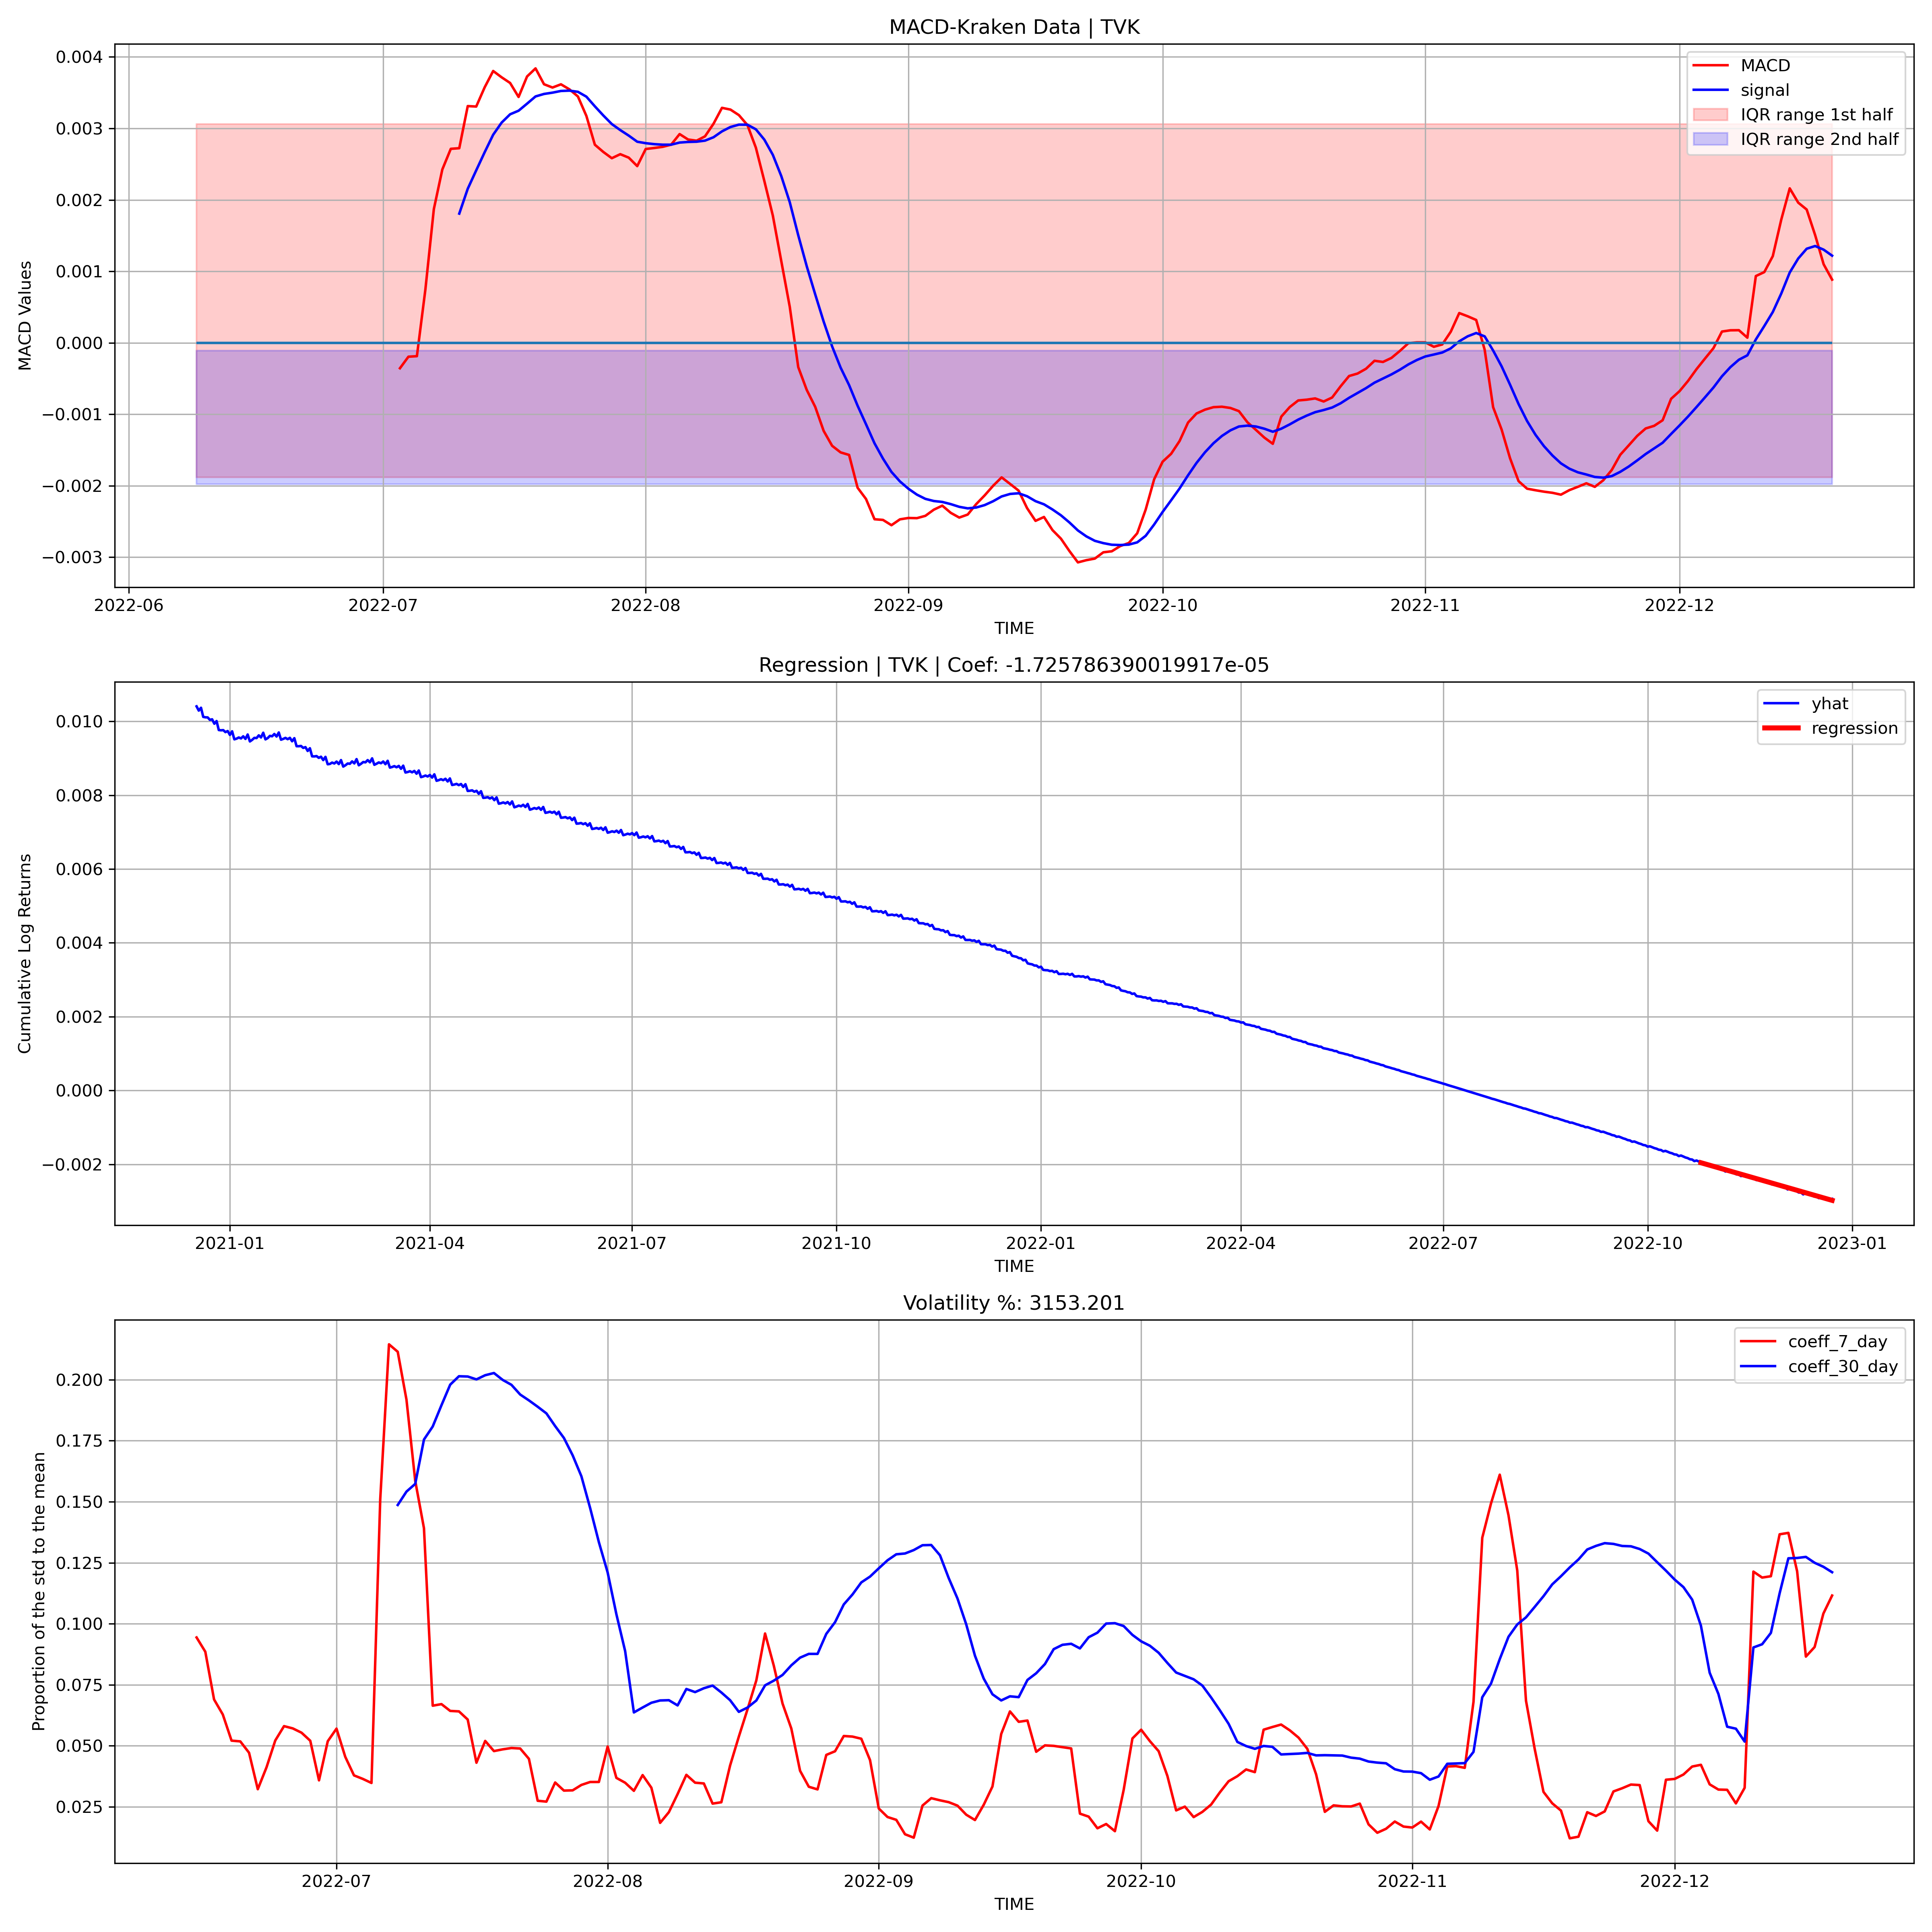 MACD-Kraken Data | TVK
MACD Values
0.004
0.003
0.002
0.001
0.000
−0.001
−0.002
−0.003
MACD
signal
IQR range 1st half
IQR range 2nd half
2022-06 2022-07 2022-08 2022-09 2022-10 2022-11 2022-12
TIME
Regression | TVK | Coef: -1.725786390019917e-05
Cumulative Log Returns
0.010
0.008
0.006
0.004
0.002
0.000
−0.002
yhat
regression
2021-01 2021-04 2021-07 2021-10 2022-01 2022-04 2022-07 2022-10 2023-01
TIME
Volatility %: 3153.201
Proportion of the std to the mean
0.200
0.175
0.150
0.125
0.100
0.075
0.050
0.025
coeff_7_day
coeff_30_day
2022-07 2022-08 2022-09 2022-10 2022-11 2022-12
TIME